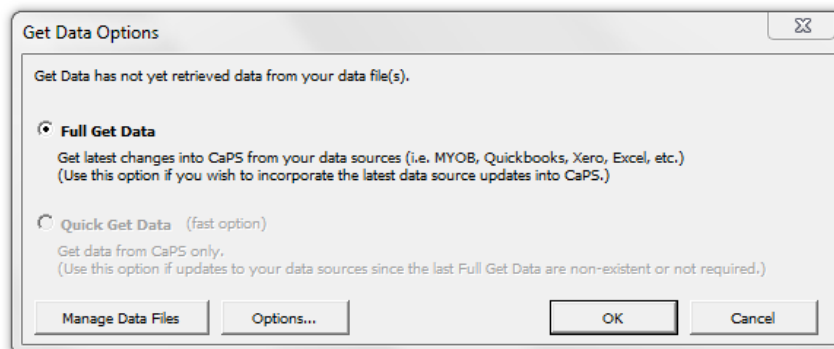 Get Data Options
Get Data has not yet retrieved data from your data file(s).
Full Get Data
Get latest changes into CaPS from your data sources (i.e. MYOB, Quickbooks, Xero, Excel, etc.)
(Use this option if you wish to incorporate the latest data source updates into CaPS.)
Quick Get Data (fast option)
Get data from CaPS only.
(Use this option if updates to your data sources since the last Full Get Data are non-existent or not required.)
Manage Data Files Options... OK Cancel